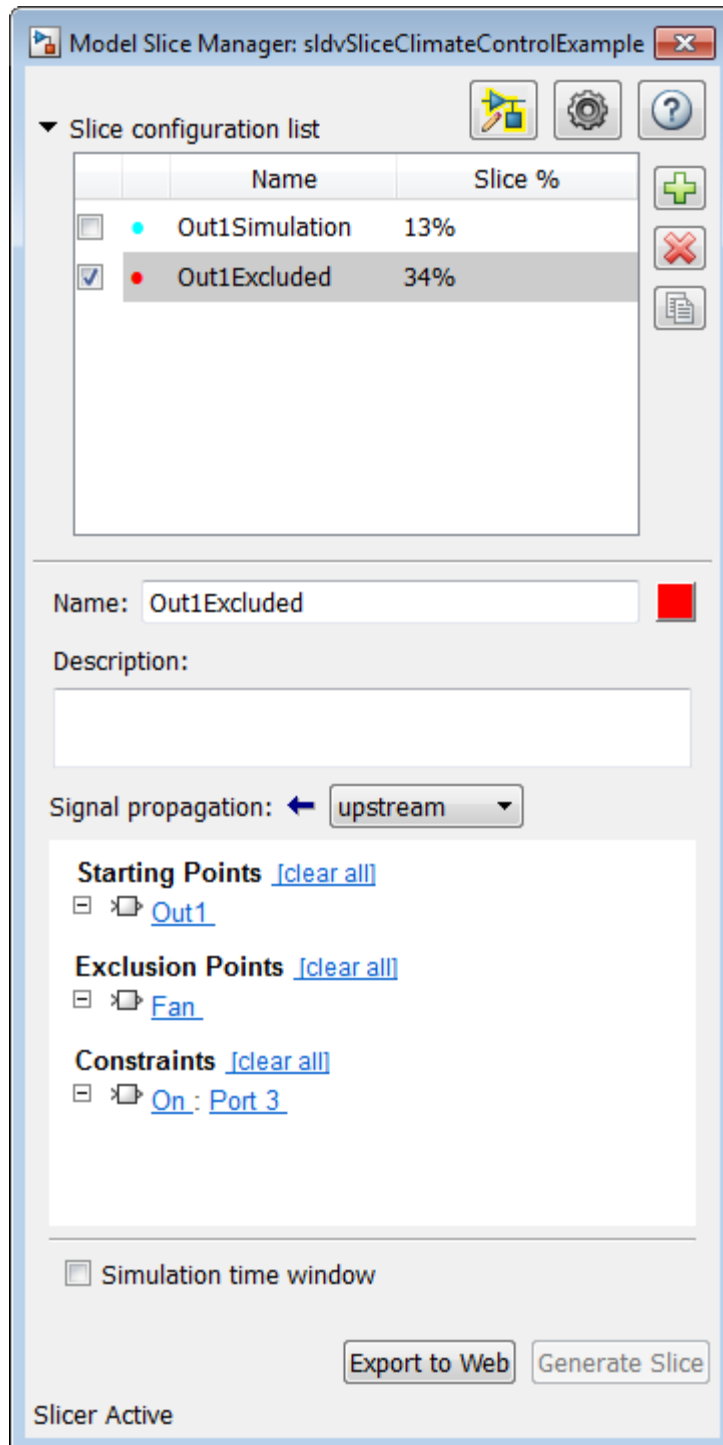 Model Slice Manager: sldvSliceClimateControlExample
Slice configuration list
Name Slice %
Out1Simulation 13%
Out1Excluded 34%
Name: Out1Excluded
Description:
Signal propagation: upstream
Starting Points [clear all]
Out1
Exclusion Points [clear all]
Fan
Constraints [clear all]
On : Port 3
Simulation time window
Export to Web Generate Slice
Slicer Active